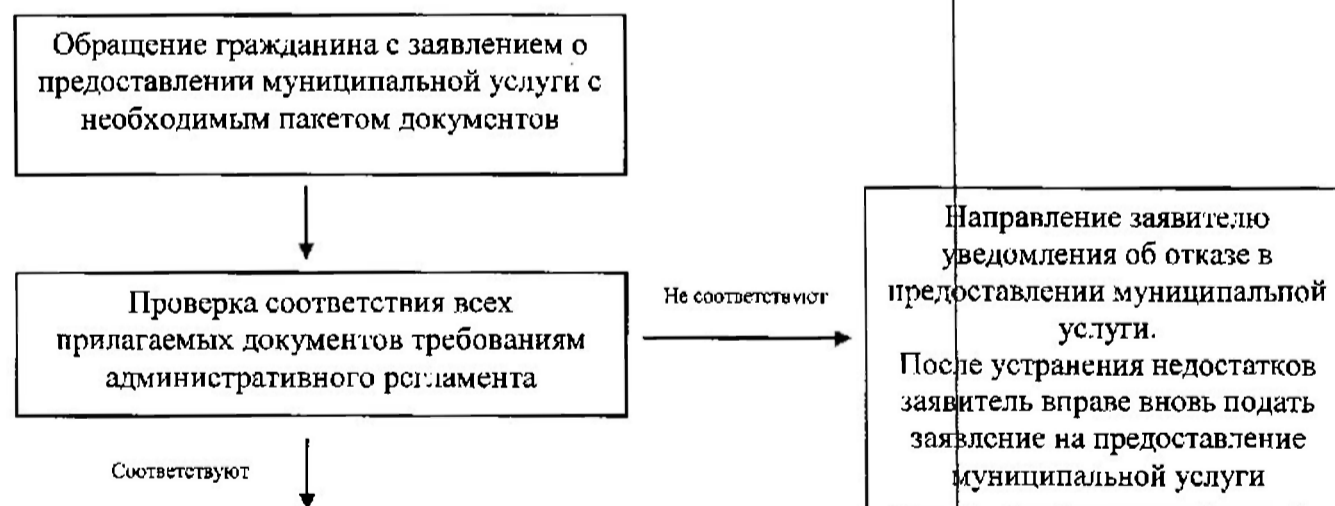 Обращение гражданина с заявлением о
предоставлении муниципальной услуги с
необходимым пакетом документов
Проверка соответствия всех
прилагаемых документов требованиям
административного регламента
Не соответствуют
Направление заявителю
уведомления об отказе в
предоставлении муниципальной
услуги.
После устранения недостатков
заявитель вправе вновь подать
заявление на предоставление
муниципальной услуги
Соответствуют